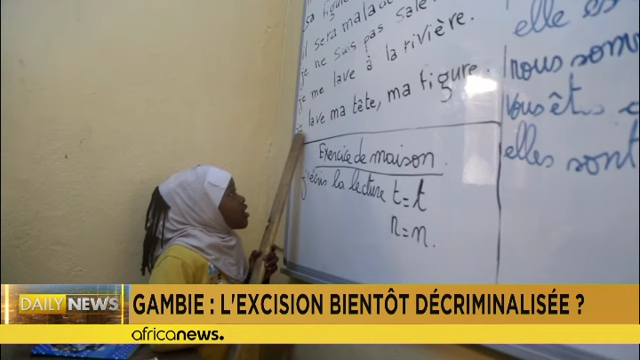 sa figure
il sera malade
je ne suis pas sale
je me lave à la rivière.
je lave ma tête, ma figure.
Exercice de maison.
la lecture t=t
n=n.
elle es
nous som
vous êt
elles sont
DAILY NEWS
GAMBIE : L'EXCISION BIENTÔT DÉCRIMINALISÉE ?
africanews.